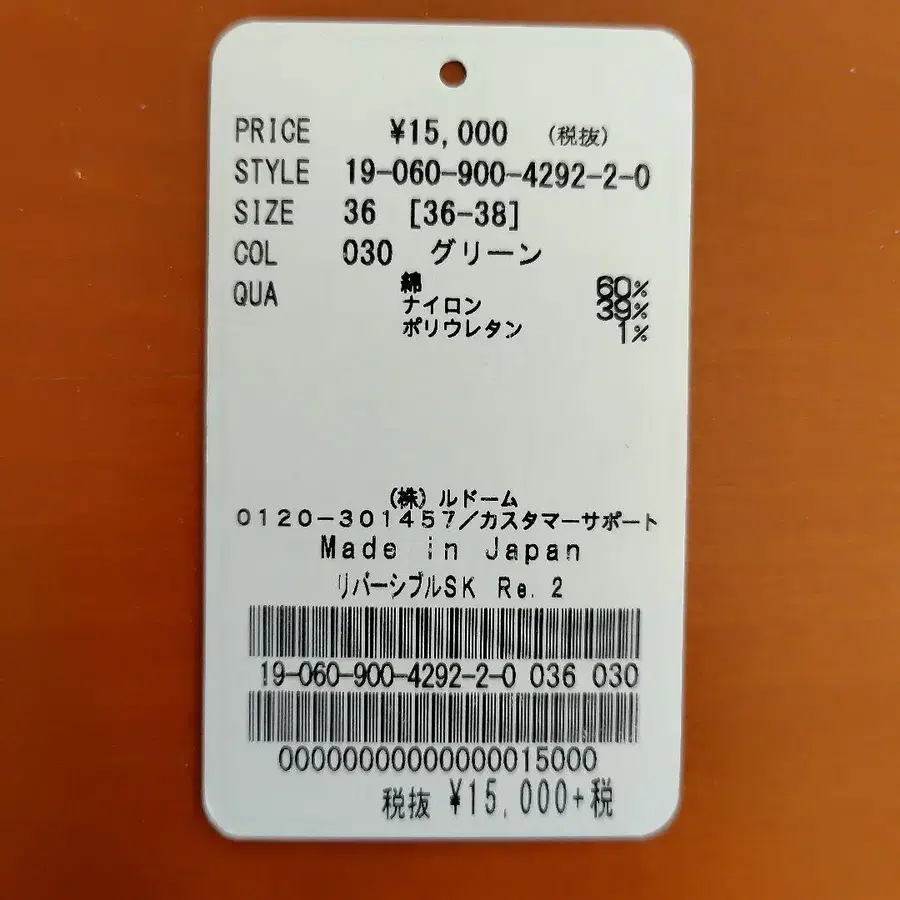 PRICE ¥15,000 (税抜)
STYLE 19-060-900-4292-2-0
SIZE 36 [36-38]
COL 030 グリーン
QUA 綿 60%
ナイロン 39%
ポリウレタン 1%
(株)ルドーム
0120-301457/カスタマーサポート
Made in Japan
リバーシブルSK Re.2
19-060-900-4292-2-0 036 030
00000000000000015000
税抜 ¥15,000+税